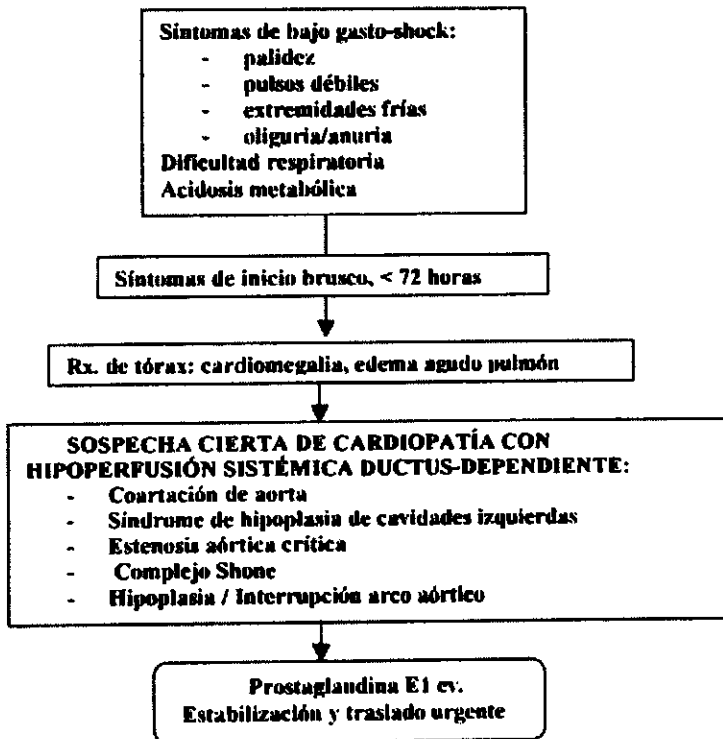 Síntomas de bajo gasto-shock:
- palidez
- pulsos débiles
- extremidades frías
- oliguria/anuria
Dificultad respiratoria
Acidosis metabólica
Síntomas de inicio brusco, < 72 horas
Rx. de tórax: cardiomegalia, edema agudo pulmón
SOSPECHA CIERTA DE CARDIOPATÍA CON
HIPOPERFUSIÓN SISTÉMICA DUCTUS-DEPENDIENTE:
- Coartación de aorta
- Síndrome de hipoplasia de cavidades izquierdas
- Estenosis aórtica crítica
- Complejo Shone
- Hipoplasia / Interrupción arco aórtico
Prostaglandina E1 ev.
Estabilización y traslado urgente